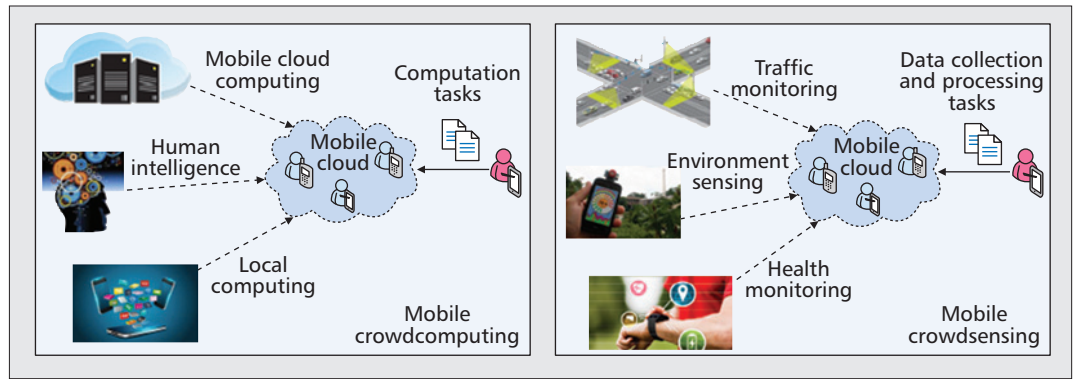 Mobile cloud
computing
Computation
tasks
Human
intelligence
Mobile
cloud
Local
computing
Mobile
crowdcomputing
Traffic
monitoring
Data collection
and processing
tasks
Environment
sensing
Mobile
cloud
Health
monitoring
Mobile
crowdsensing